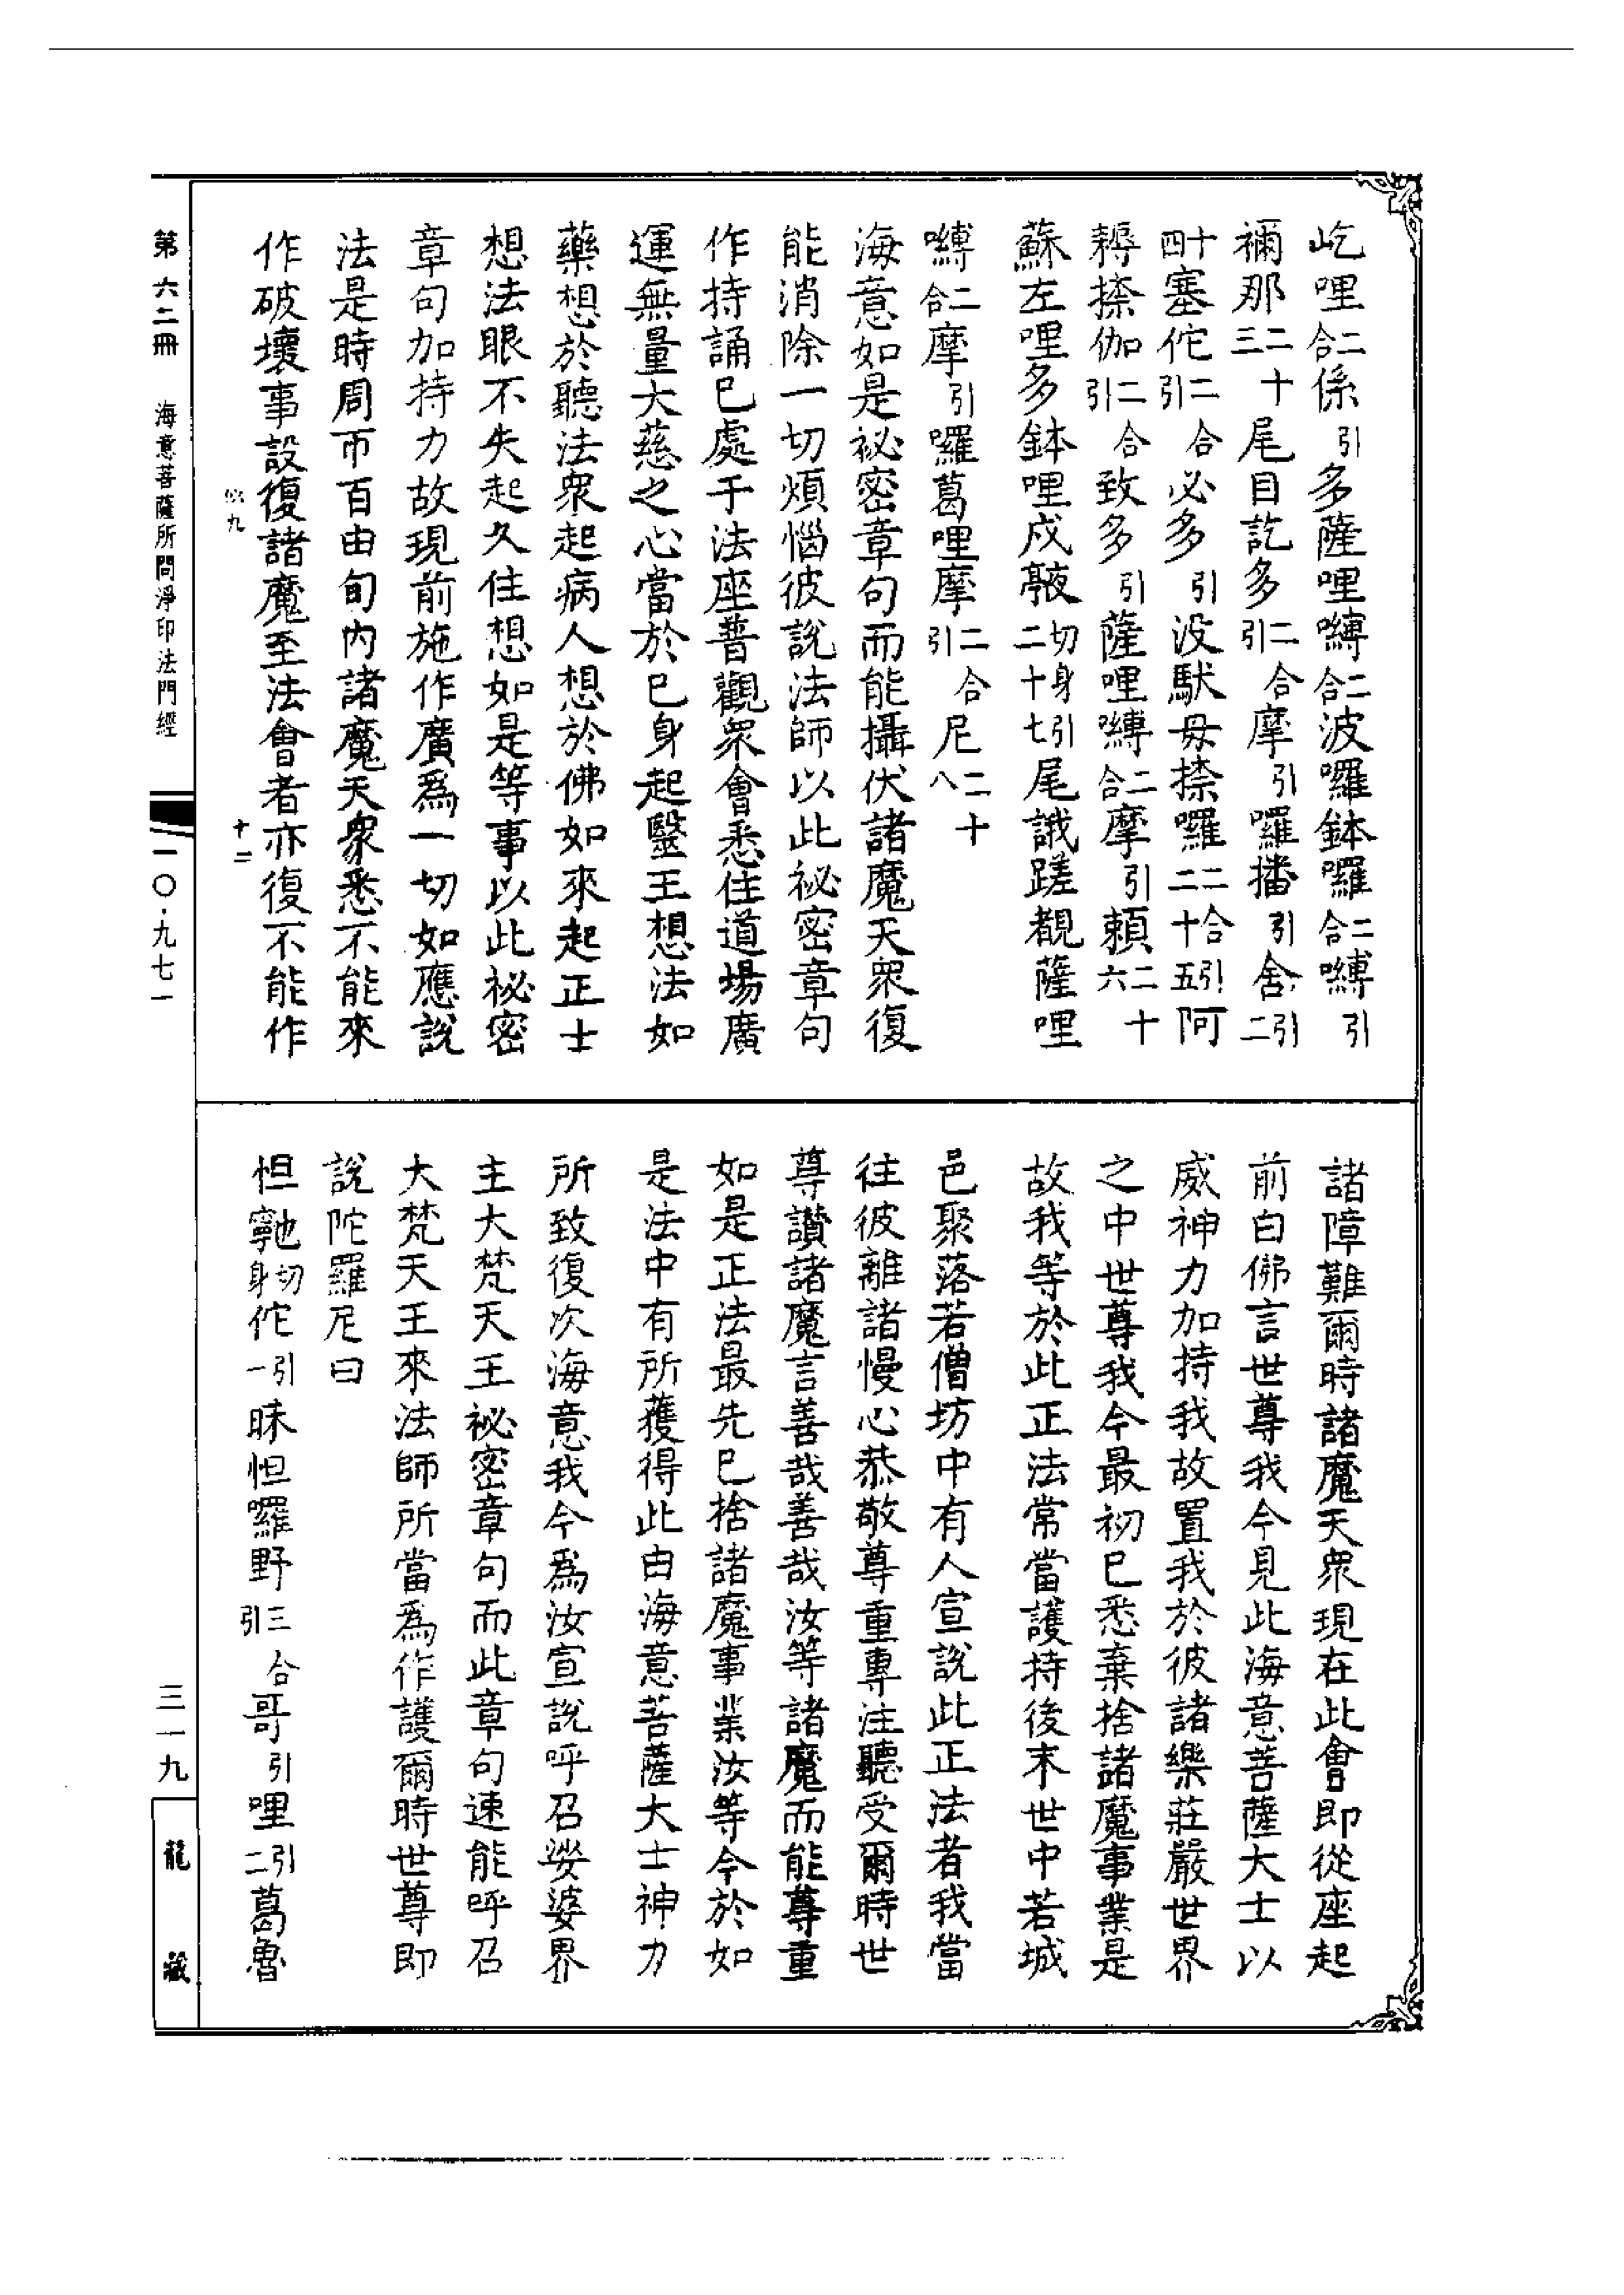 屹哩二合係引多薩哩嚩二合波囉鉢囉二合嚩引
禰那二十三尾目訖多二合引摩引囉播引舍引二
十四塞佗二合引必多引没馱毋捺囉二合引二十五阿
耨捺伽二合引致多引薩哩嚩二合摩引賴二十六
蘇左哩多鉢哩戍𨅬切身引二十七尾誐蹉覩薩哩
嚩二合摩引囉葛哩摩二合引尼二十八
海意如是祕密章句而能攝伏諸魔天衆復
能消除一切煩惱彼說法師以此祕密章句
作持誦已處于法座普觀衆會悉住道場廣
運無量大慈之心當於已身起醫王想法如
藥想於聽法衆起病人想於佛如來起正士
想法眼不失起久住想如是等事以此祕密
章句加持力故現前施作廣爲一切如應說
法是時周帀百由旬内諸魔天衆悉不能來
作破壞事設復諸魔至法會者亦復不能作
諸障難爾時諸魔天衆現在此會即從座起
前白佛言世尊我今見此海意菩薩大士以
威神力加持我故置我於彼諸樂莊嚴世界
之中世尊我今最初已悉棄捨諸魔事業是
故我等於此正法常當護持後末世中若城
邑聚落若僧坊中有人宣說此正法者我當
往彼離諸慢心恭敬尊重專注聽受爾時世
尊讚諸魔言善哉善哉汝等諸魔而能尊重
如是正法最先已捨諸魔事業汝等今於如
是法中有所獲得此由海意菩薩大士神力
所致復次海意我今爲汝宣說呼召娑婆界
主大梵天王祕密章句而此章句速能呼召
大梵天王來法師所當爲作護爾時世尊即
說陀羅尼曰
怛寧也切身佗引一昧怛囉野三合引哥引哩引二葛魯
第六二冊 海意菩薩所問淨印法門經
一〇·九七一
三一九
龍藏
九
十二